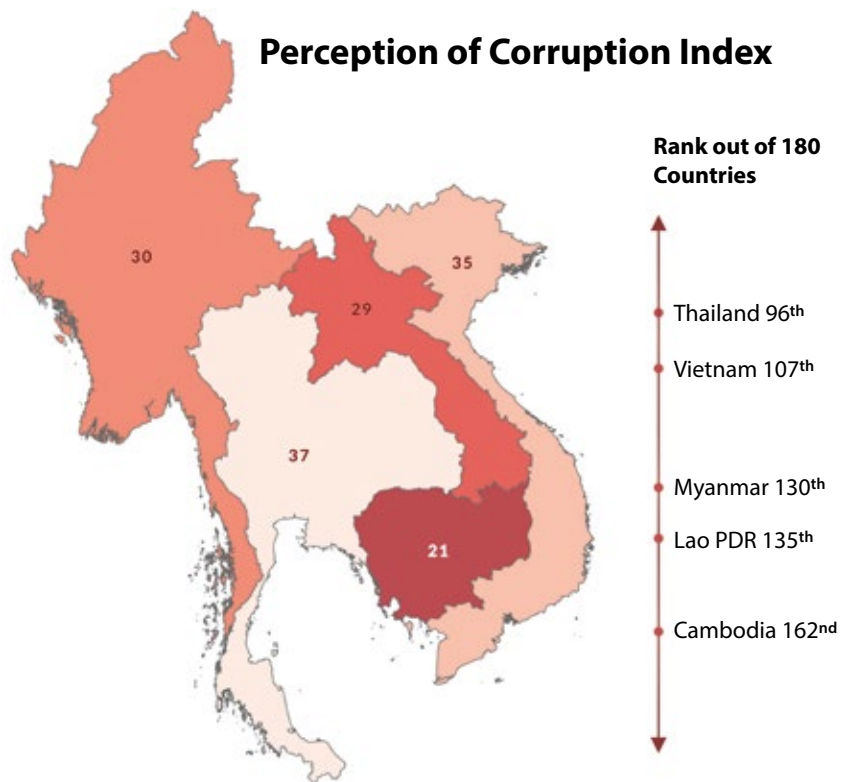 Perception of Corruption Index
Rank out of 180
Countries
30
35
29
37
21
Thailand 96th
Vietnam 107th
Myanmar 130th
Lao PDR 135th
Cambodia 162nd